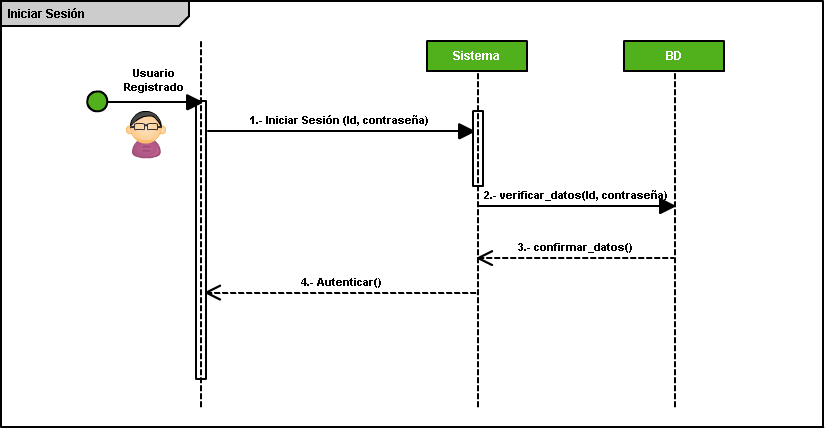 Iniciar Sesión
Usuario
Registrado
Sistema
BD
1.- Iniciar Sesión (Id, contraseña)
2.- verificar_datos(Id, contraseña)
3.- confirmar_datos()
4.- Autenticar()